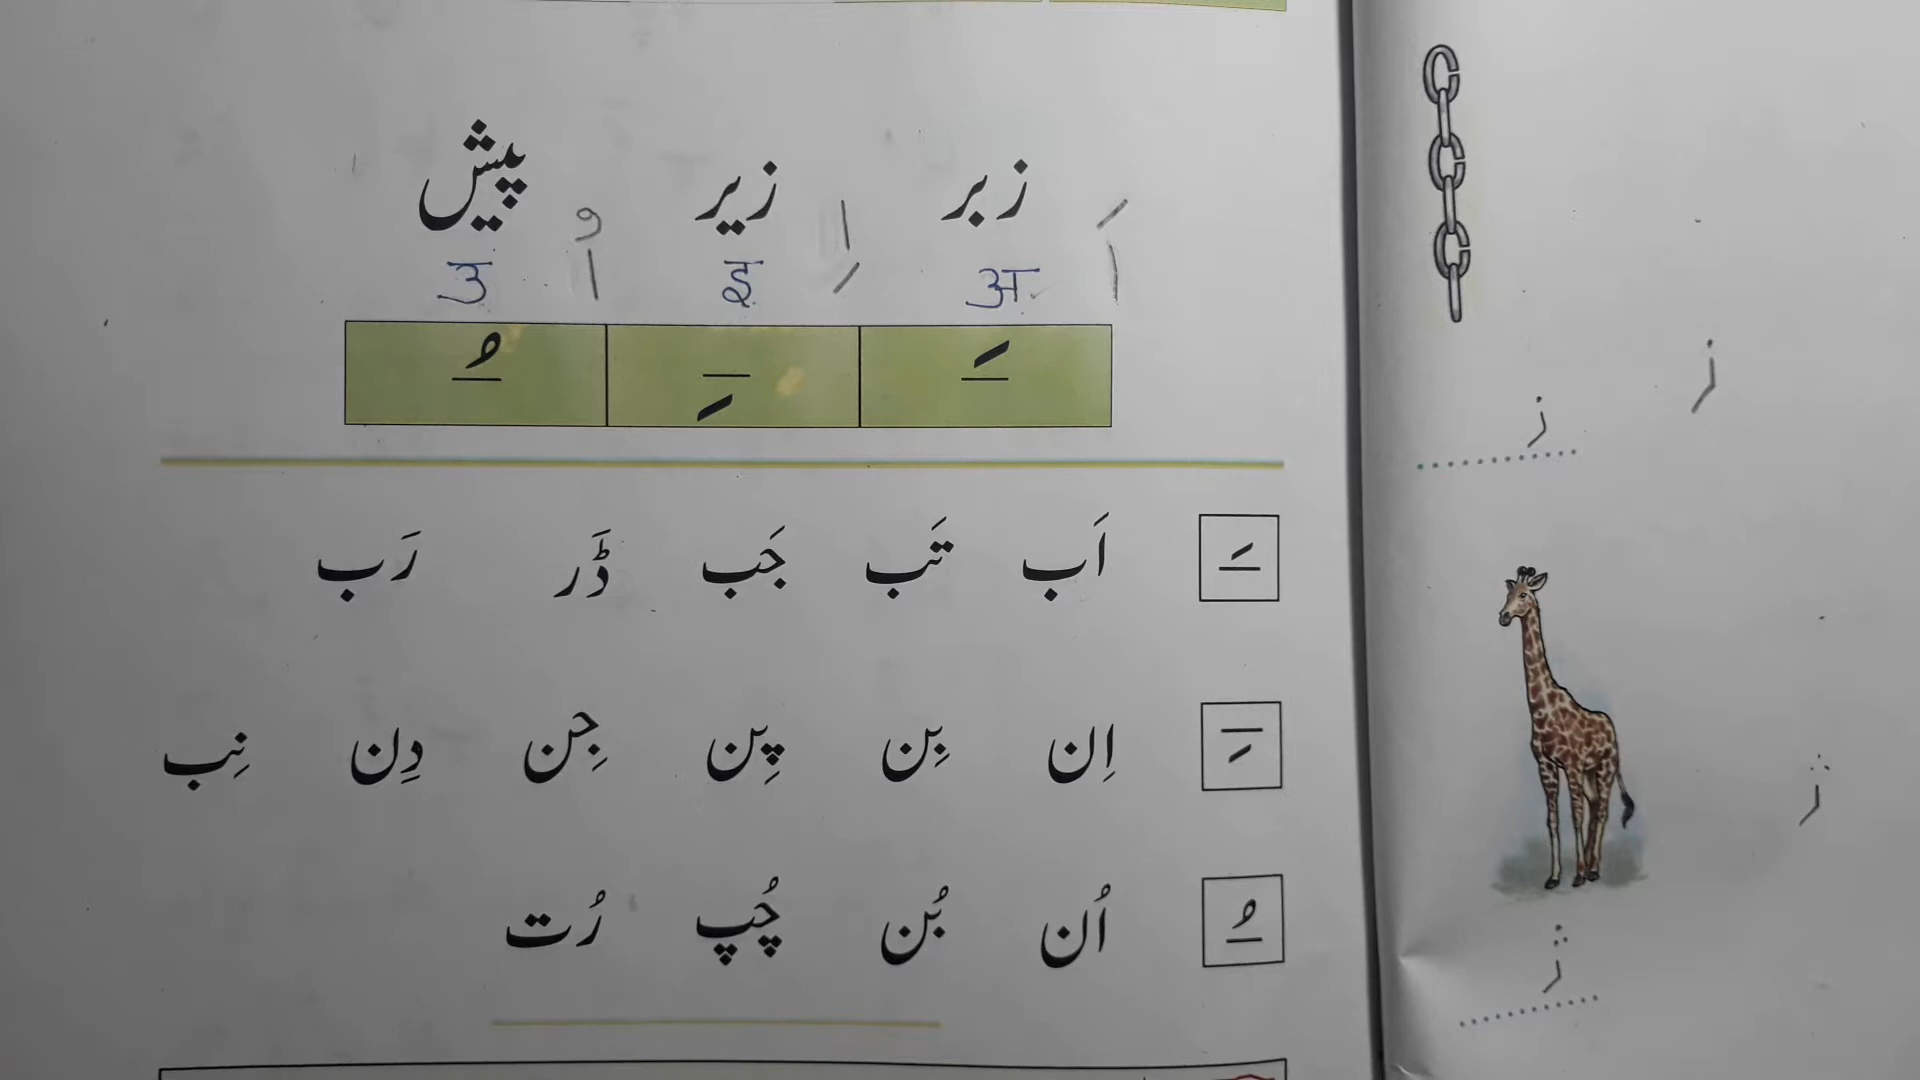 زبر زیر پیش
اَ اِ اُ
अ इ उ
َ ِ ُ
َ اَب تَب جَب ڈَر رَب
ِ اِن بِن پِن جِن دِن نِب
ُ اُن بُن چُپ رُت
ز
ز
ژ
ژ